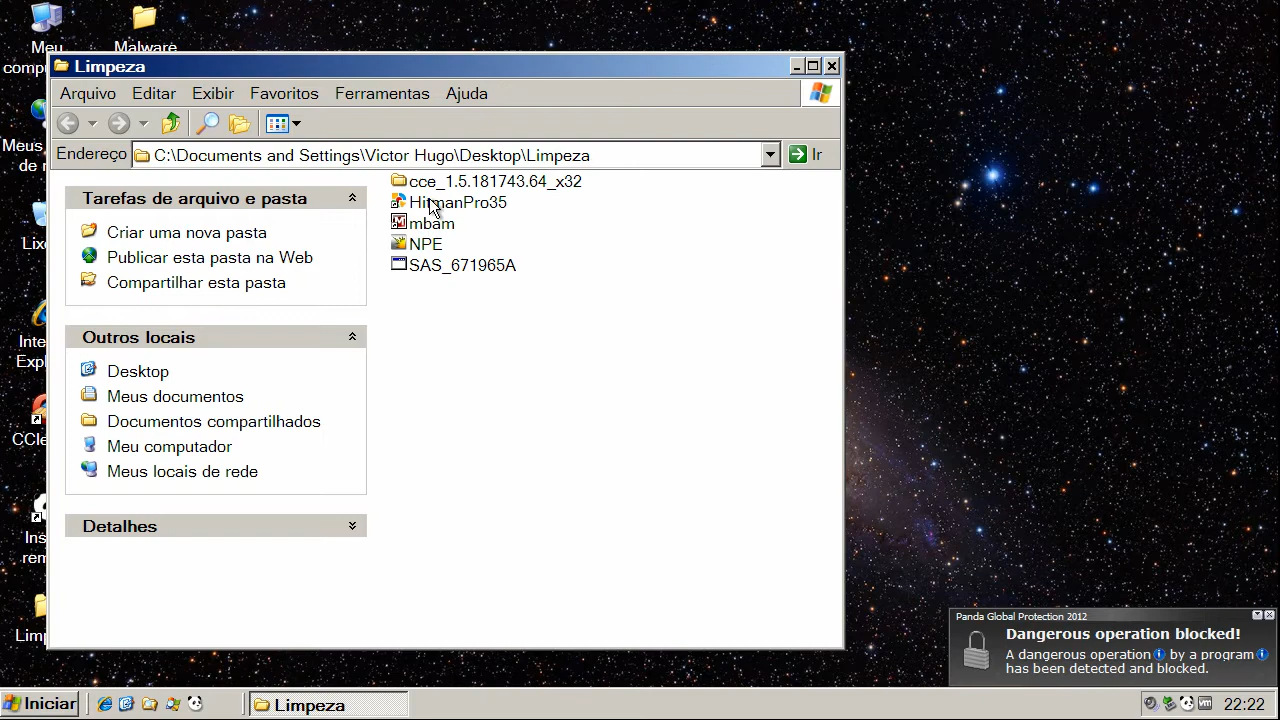 Meu
comp
Malware
Limpeza
Arquivo Editar Exibir Favoritos Ferramentas Ajuda
Endereço C:\Documents and Settings\Victor Hugo\Desktop\Limpeza Ir
Tarefas de arquivo e pasta
Criar uma nova pasta
Publicar esta pasta na Web
Compartilhar esta pasta
Outros locais
Desktop
Meus documentos
Documentos compartilhados
Meu computador
Meus locais de rede
Detalhes
cce_1.5.181743.64_x32
HitmanPro35
mbam
NPE
SAS_671965A
Meus
de r
Lixe
Inte
Expl
CCle
Ins
rem
Limp
Panda Global Protection 2012
Dangerous operation blocked!
A dangerous operation by a program
has been detected and blocked.
Iniciar Limpeza vm 22:22